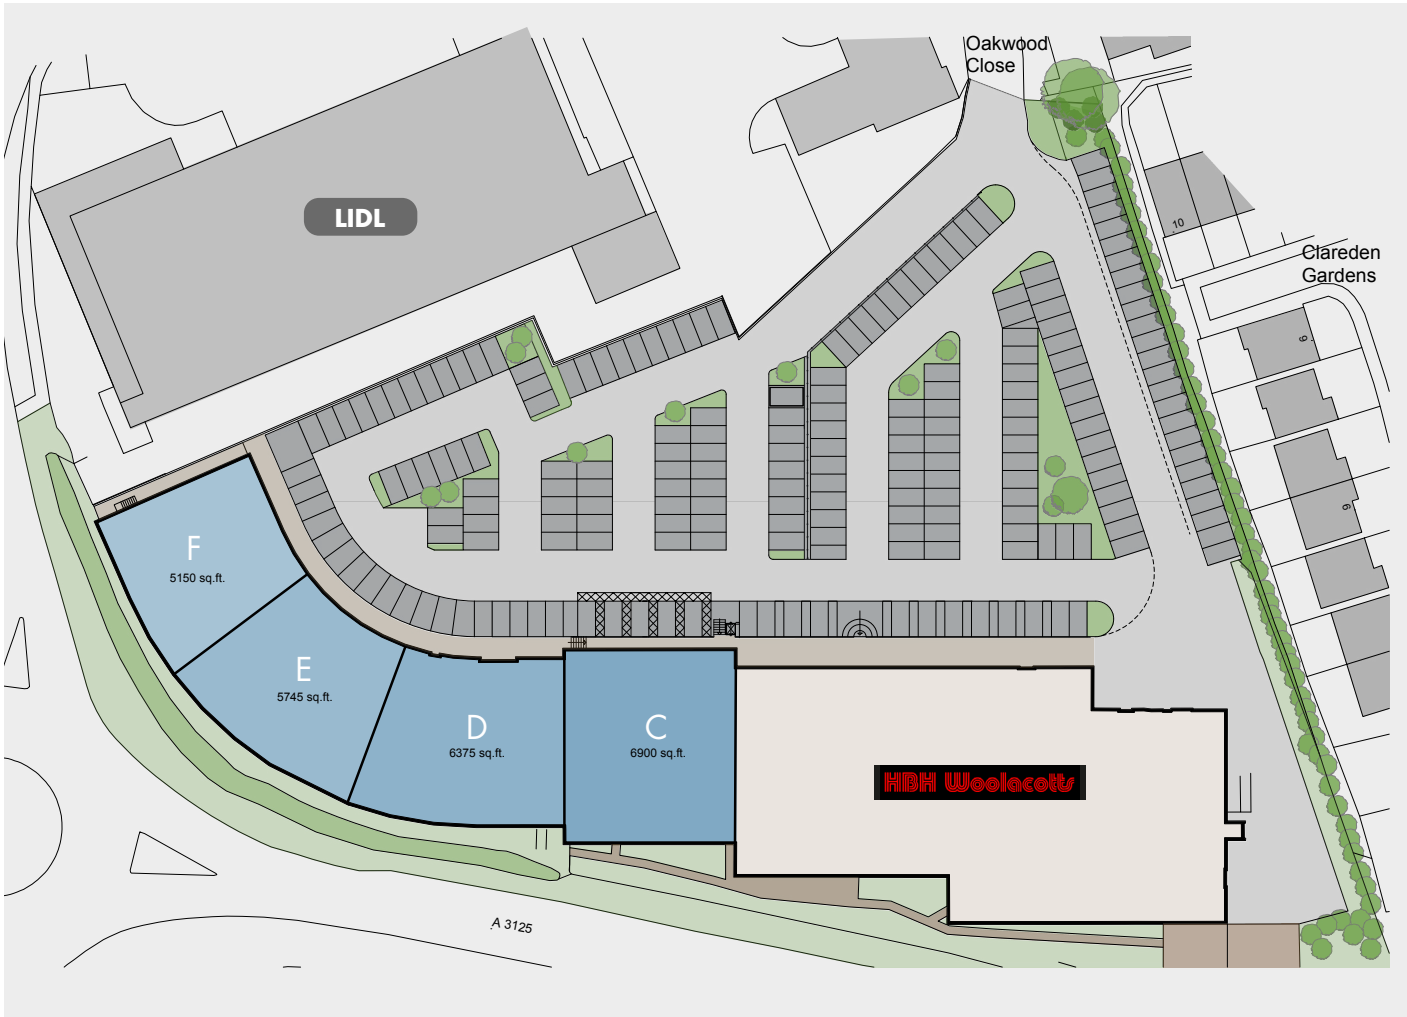 Oakwood
Close
LIDL
10
Clareden
Gardens
9
9
F
5150 sq.ft.
E
5745 sq.ft.
D
6375 sq.ft.
C
6900 sq.ft.
HBH Woolacotts
A 3125